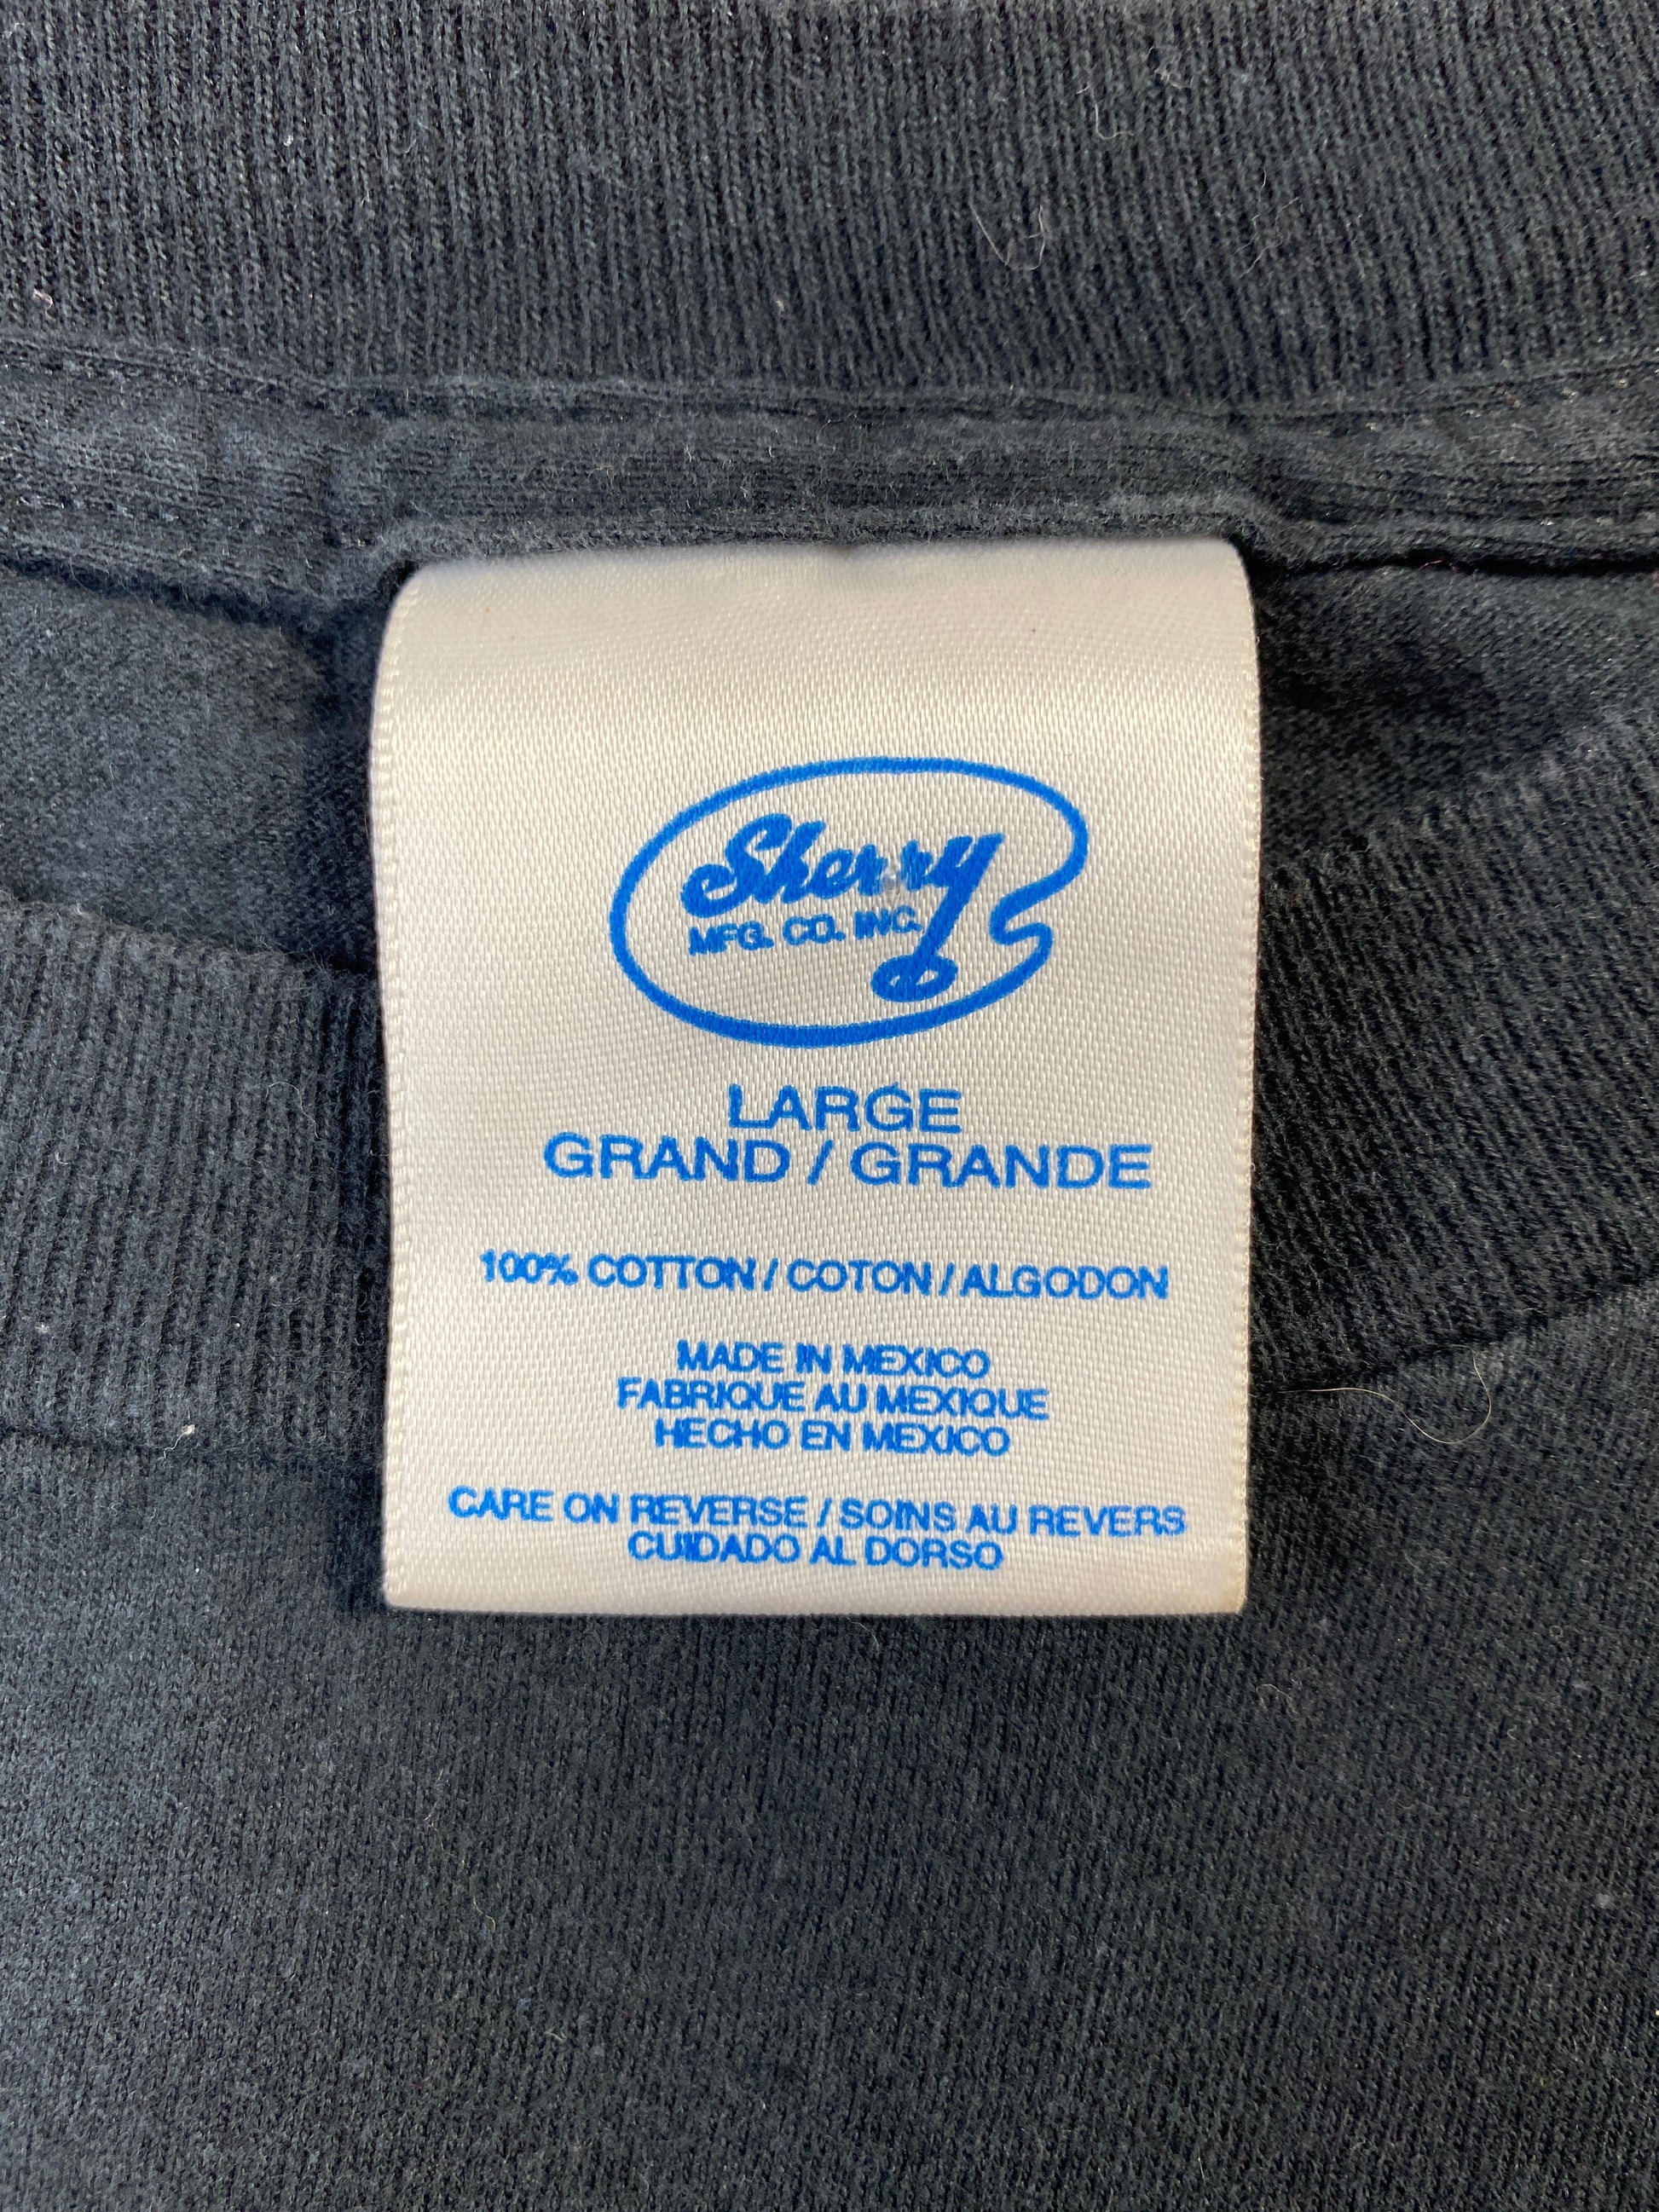 Sherry
MFG. CO. INC.
LARGE
GRAND / GRANDE
100% COTTON / COTON / ALGODON
MADE IN MEXICO
FABRIQUE AU MEXIQUE
HECHO EN MEXICO
CARE ON REVERSE / SOINS AU REVERS
CUIDADO AL DORSO